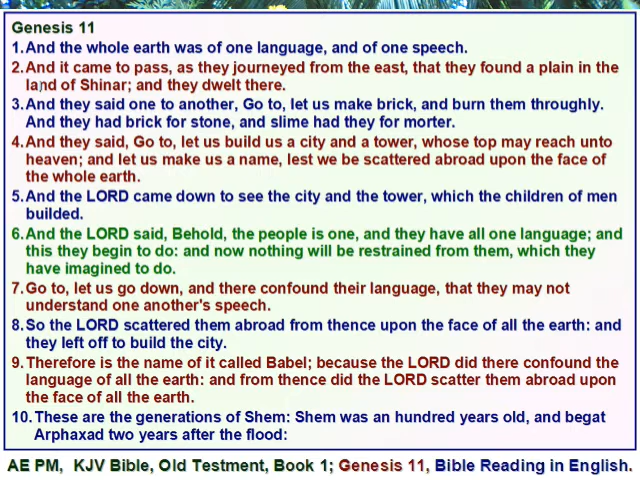 Genesis 11
1. And the whole earth was of one language, and of one speech.
2. And it came to pass, as they journeyed from the east, that they found a plain in the
land of Shinar; and they dwelt there.
3. And they said one to another, Go to, let us make brick, and burn them throughly.
And they had brick for stone, and slime had they for morter.
4. And they said, Go to, let us build us a city and a tower, whose top may reach unto
heaven; and let us make us a name, lest we be scattered abroad upon the face of
the whole earth.
5. And the LORD came down to see the city and the tower, which the children of men
builded.
6. And the LORD said, Behold, the people is one, and they have all one language; and
this they begin to do: and now nothing will be restrained from them, which they
have imagined to do.
7. Go to, let us go down, and there confound their language, that they may not
understand one another's speech.
8. So the LORD scattered them abroad from thence upon the face of all the earth: and
they left off to build the city.
9. Therefore is the name of it called Babel; because the LORD did there confound the
language of all the earth: and from thence did the LORD scatter them abroad upon
the face of all the earth.
10. These are the generations of Shem: Shem was an hundred years old, and begat
Arphaxad two years after the flood:
AE PM, KJV Bible, Old Testment, Book 1; Genesis 11, Bible Reading in English.